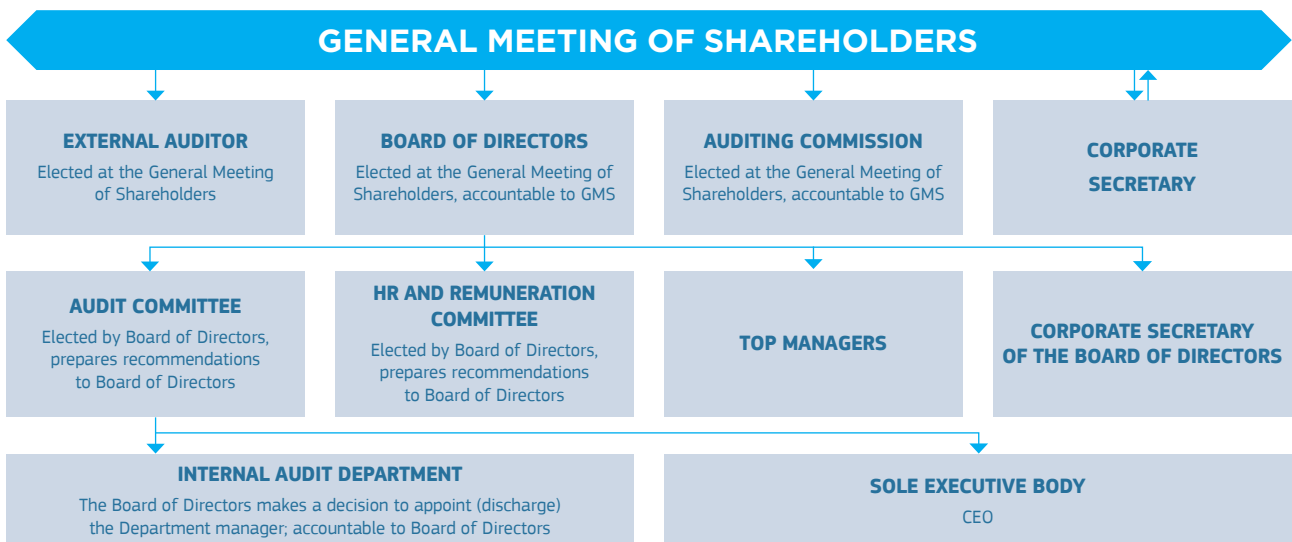 GENERAL MEETING OF SHAREHOLDERS
EXTERNAL AUDITOR
Elected at the General Meeting
of Shareholders
BOARD OF DIRECTORS
Elected at the General Meeting of
Shareholders, accountable to GMS
AUDITING COMMISSION
Elected at the General Meeting of
Shareholders, accountable to GMS
CORPORATE
SECRETARY
AUDIT COMMITTEE
Elected by Board of Directors,
prepares recommendations
to Board of Directors
HR AND REMUNERATION
COMMITTEE
Elected by Board of Directors,
prepares recommendations
to Board of Directors
TOP MANAGERS
CORPORATE SECRETARY
OF THE BOARD OF DIRECTORS
INTERNAL AUDIT DEPARTMENT
The Board of Directors makes a decision to appoint (discharge)
the Department manager; accountable to Board of Directors
SOLE EXECUTIVE BODY
CEO